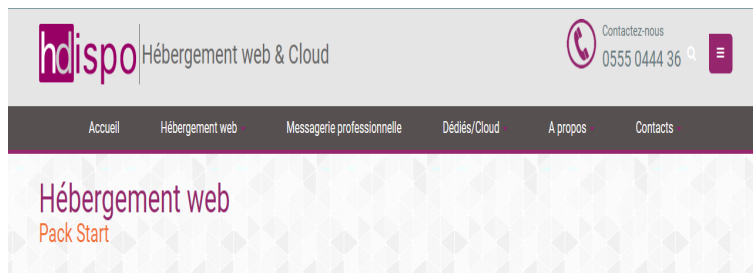 hdispo Hébergement web & Cloud
Contactez-nous
0555 0444 36
Accueil Hébergement web Messagerie professionnelle Dédiés/Cloud A propos Contacts
Hébergement web
Pack Start